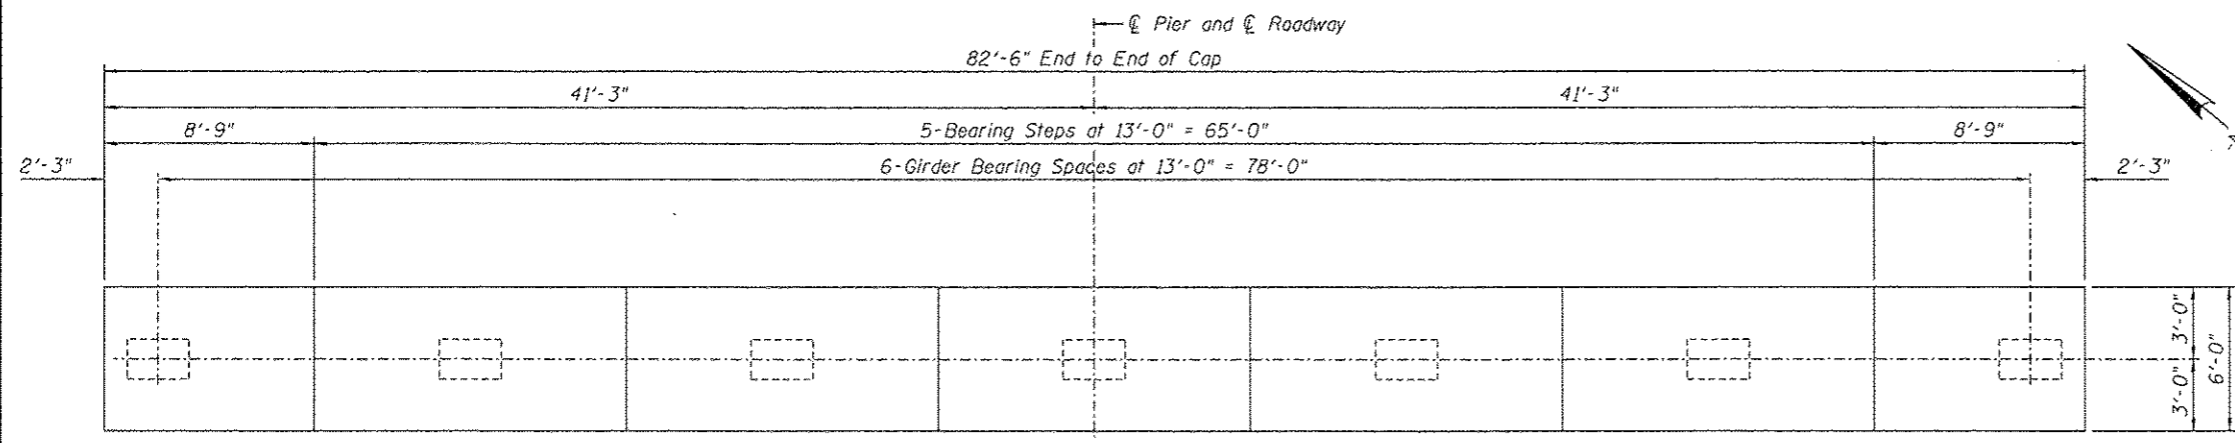 ℄ Pier and ℄ Roadway
82'-6" End to End of Cap
41'-3" 41'-3"
8'-9" 5-Bearing Steps at 13'-0" = 65'-0" 8'-9"
2'-3" 6-Girder Bearing Spaces at 13'-0" = 78'-0" 2'-3"
3'-0"
3'-0"
6'-0"